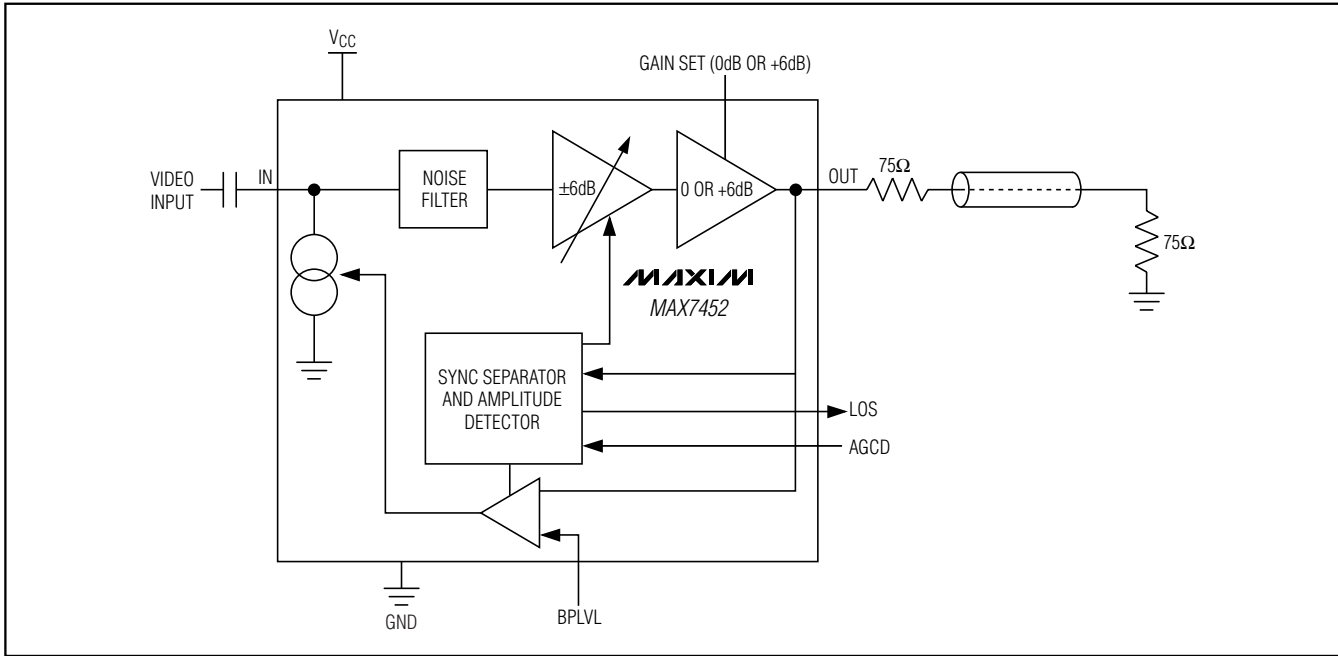 VCC
GAIN SET (0dB OR +6dB)
VIDEO
INPUT
IN
NOISE
FILTER
±6dB
0 OR +6dB
OUT
75Ω
75Ω
MAXIM
MAX7452
SYNC SEPARATOR
AND AMPLITUDE
DETECTOR
LOS
AGCD
GND
BPLVL